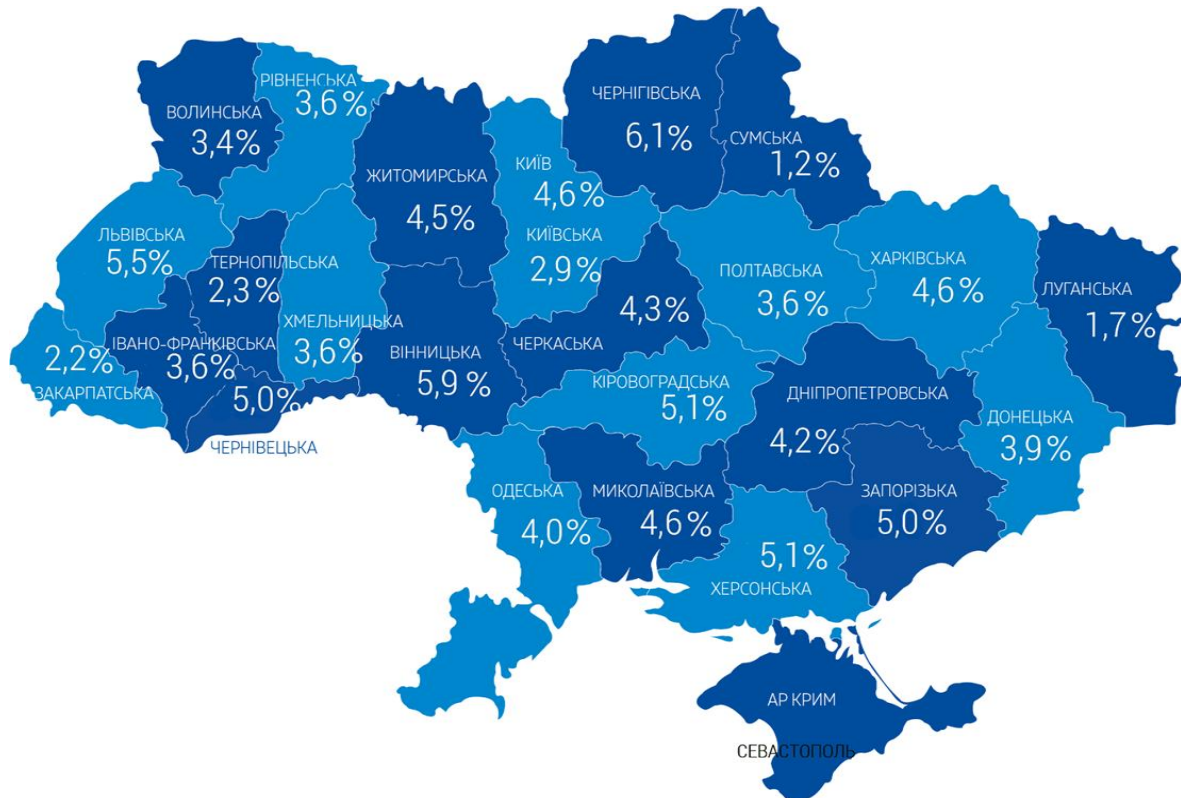 РІВНЕНСЬКА
3,6%
ВОЛИНСЬКА
3,4%
ЧЕРНІГІВСЬКА
6,1%
СУМСЬКА
1,2%
ЖИТОМИРСЬКА
4,5%
КИЇВ
4,6%
КИЇВСЬКА
2,9%
ЛЬВІВСЬКА
5,5%
ТЕРНОПІЛЬСЬКА
2,3%
ХМЕЛЬНИЦЬКА
3,6%
ПОЛТАВСЬКА
3,6%
ХАРКІВСЬКА
4,6%
ЛУГАНСЬКА
1,7%
4,3%
ЧЕРКАСЬКА
ІВАНО-ФРАНКІВСЬКА
3,6%
2,2%
ЗАКАРПАТСЬКА
5,0%
ЧЕРНІВЕЦЬКА
ВІННИЦЬКА
5,9 %
КІРОВОГРАДСЬКА
5,1%
ДНІПРОПЕТРОВСЬКА
4,2%
ДОНЕЦЬКА
3,9%
ОДЕСЬКА
4,0%
МИКОЛАЇВСЬКА
4,6%
ЗАПОРІЗЬКА
5,0%
5,1%
ХЕРСОНСЬКА
АР КРИМ
СЕВАСТОПОЛЬ